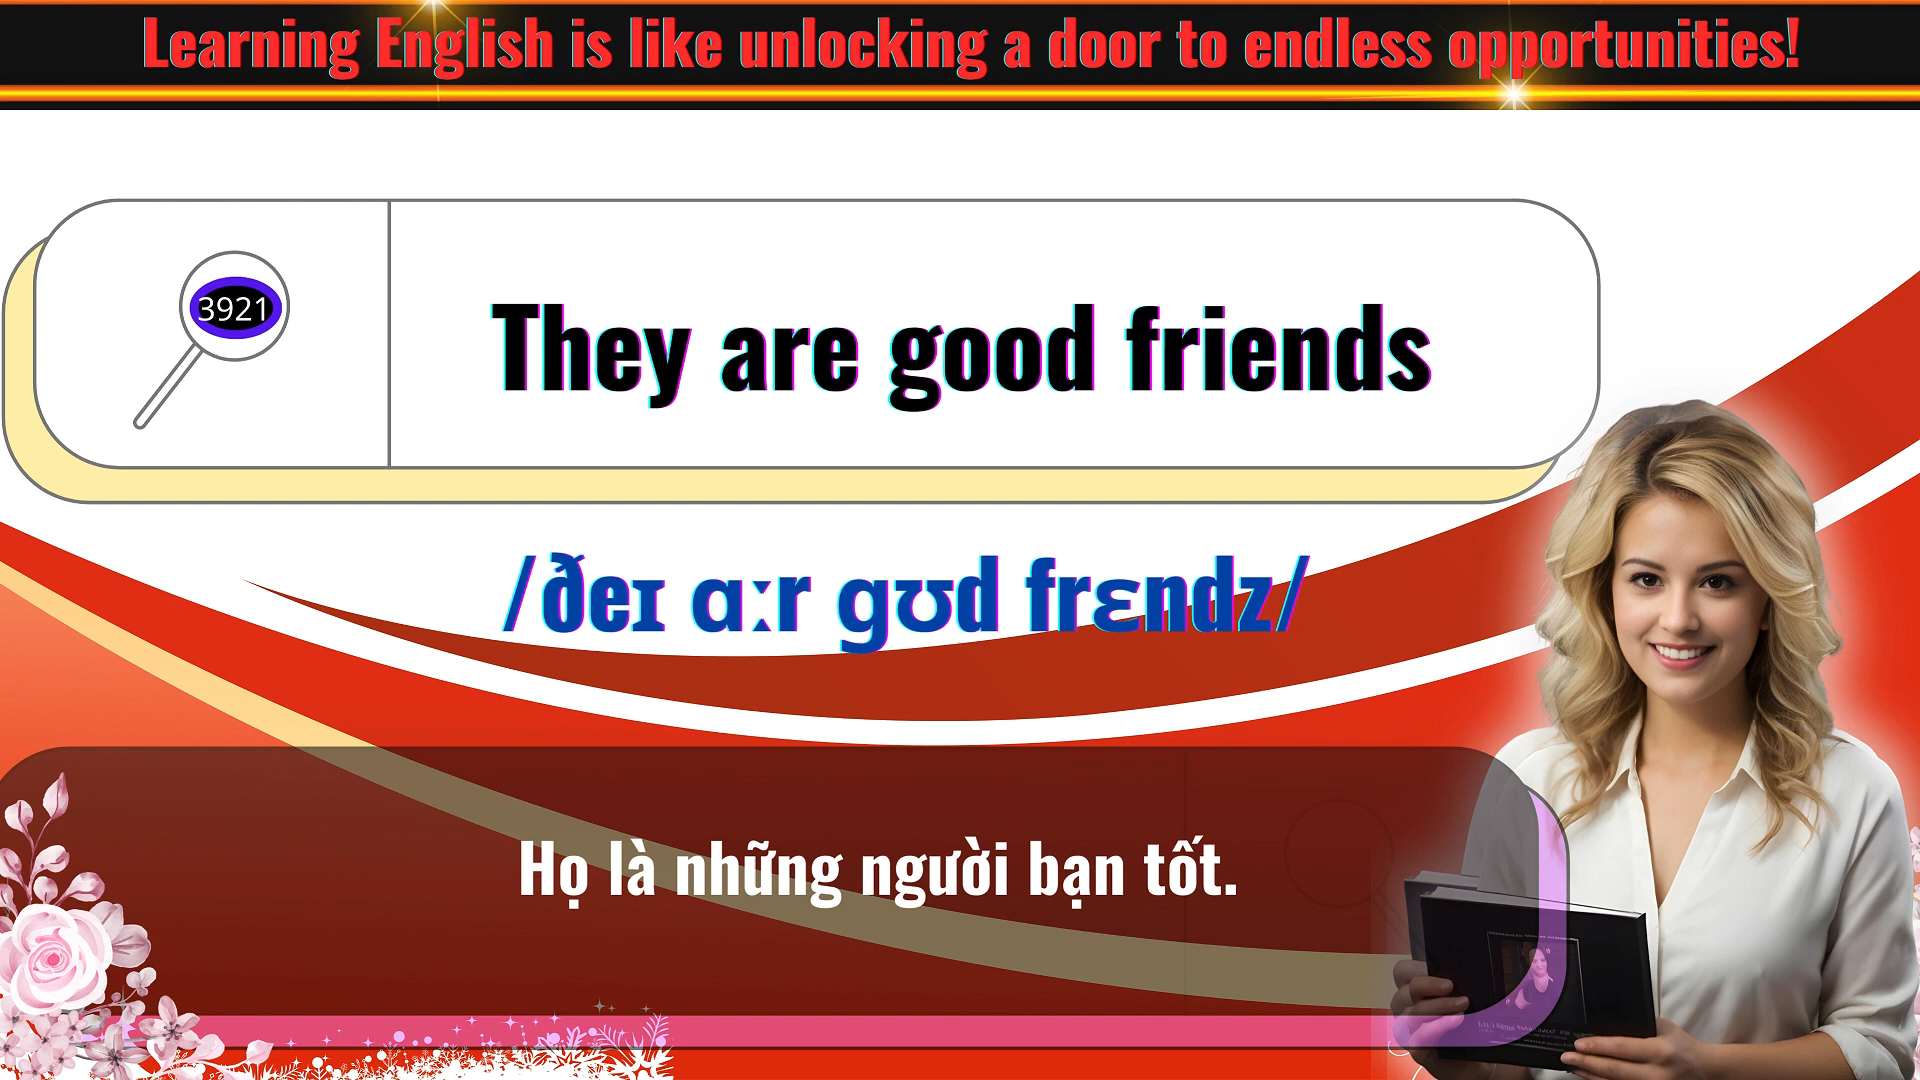 Learning English is like unlocking a door to endless opportunities!
3921
They are good friends
/ðeɪ ɑːr ɡʊd frɛndz/
Họ là những người bạn tốt.